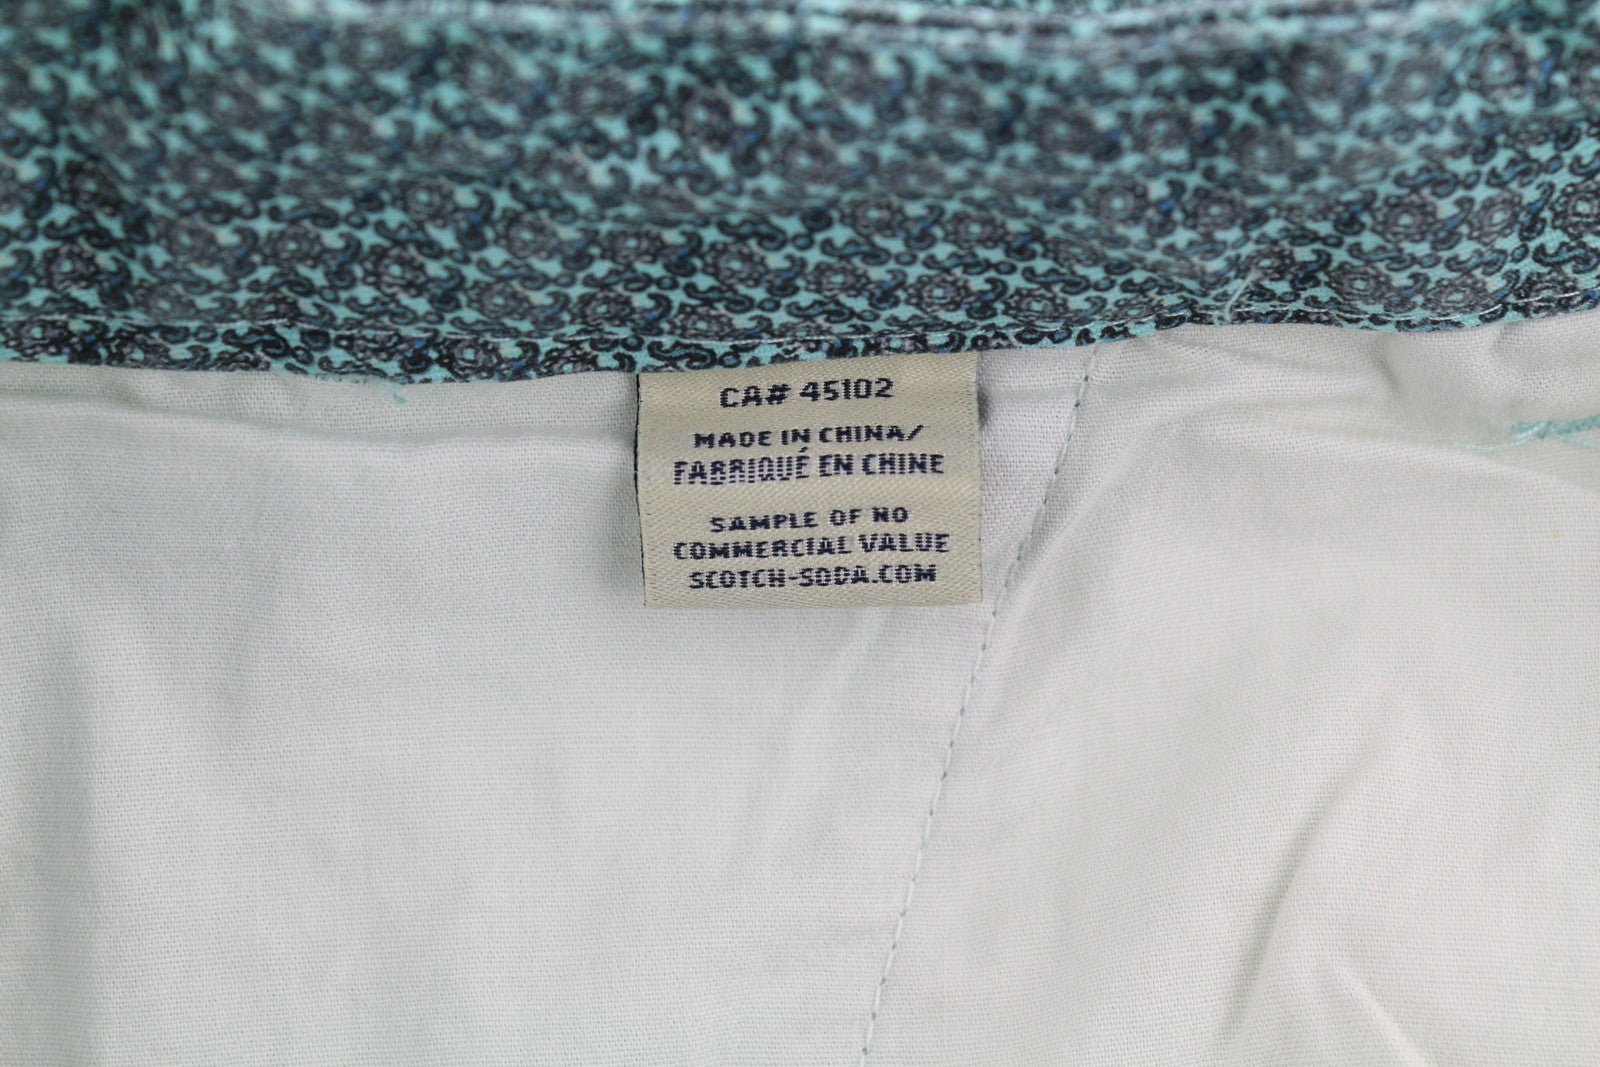 CA# 45102
MADE IN CHINA/
FABRIQUÉ EN CHINE
SAMPLE OF NO
COMMERCIAL VALUE
SCOTCH-SODA.COM